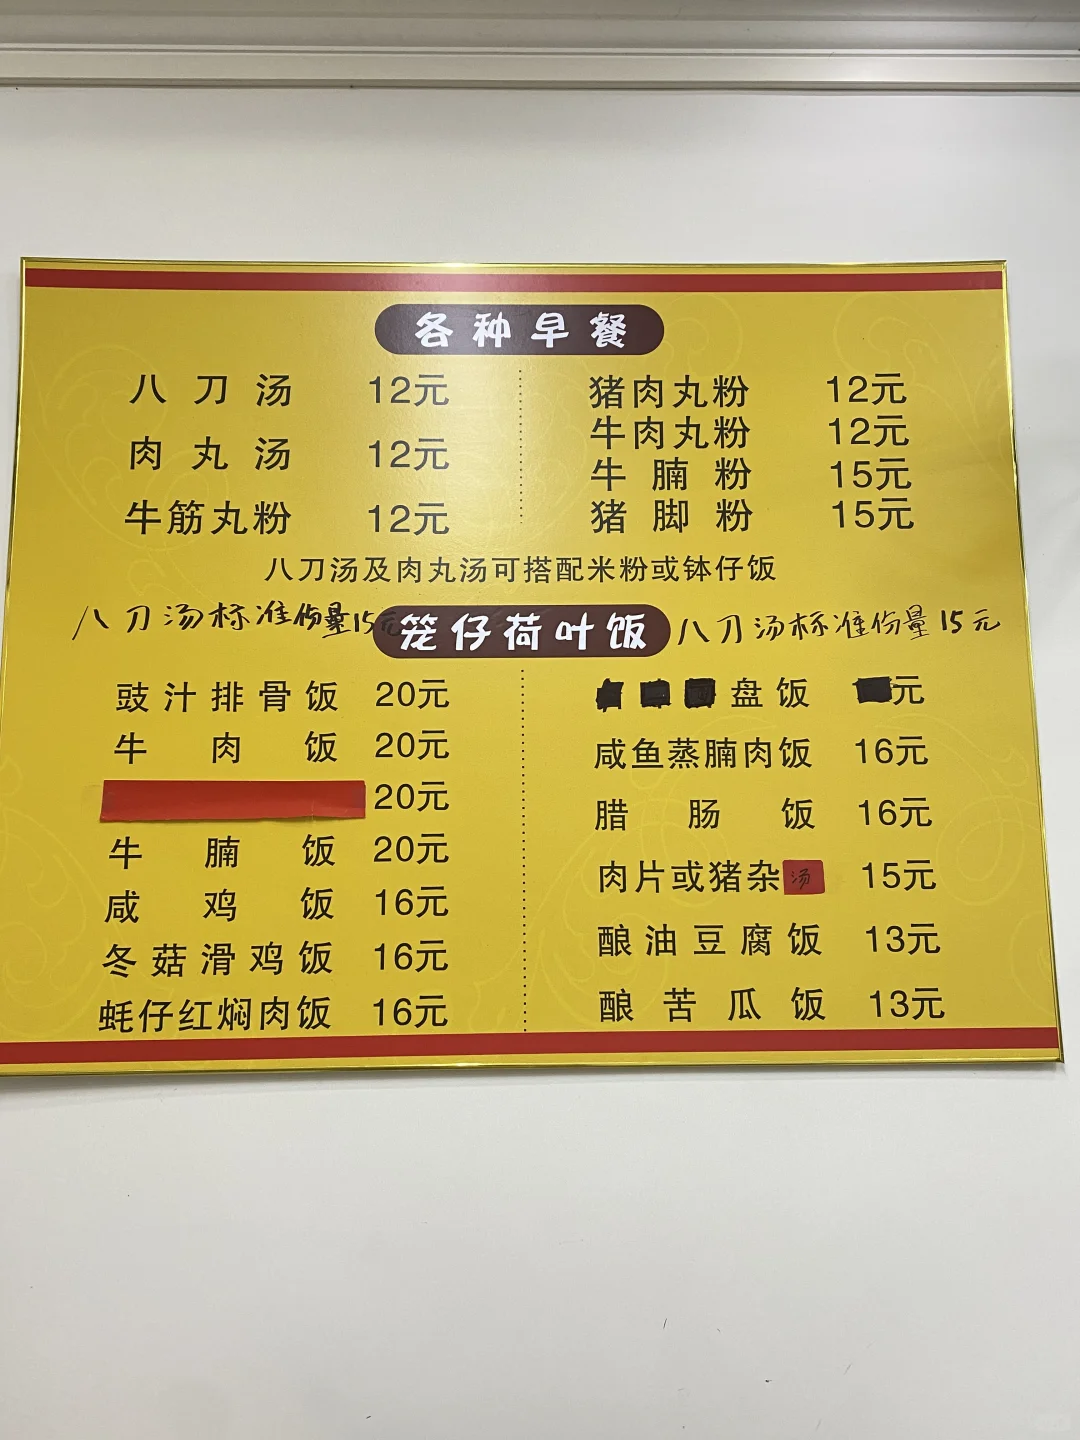 各种早餐
八刀汤 12元
肉丸汤 12元
牛筋丸粉 12元
猪肉丸粉 12元
牛肉丸粉 12元
牛腩粉 15元
猪脚粉 15元
八刀汤及肉丸汤可搭配米粉或钵仔饭
八刀汤标准份量15元
笼仔荷叶饭
八刀汤标准份量15元
豉汁排骨饭 20元
牛肉饭 20元
20元
牛腩饭 20元
咸鸡饭 16元
冬菇滑鸡饭 16元
蚝仔红焖肉饭 16元
盘饭 元
咸鱼蒸腩肉饭 16元
腊肠饭 16元
肉片或猪杂汤 15元
酿油豆腐饭 13元
酿苦瓜饭 13元